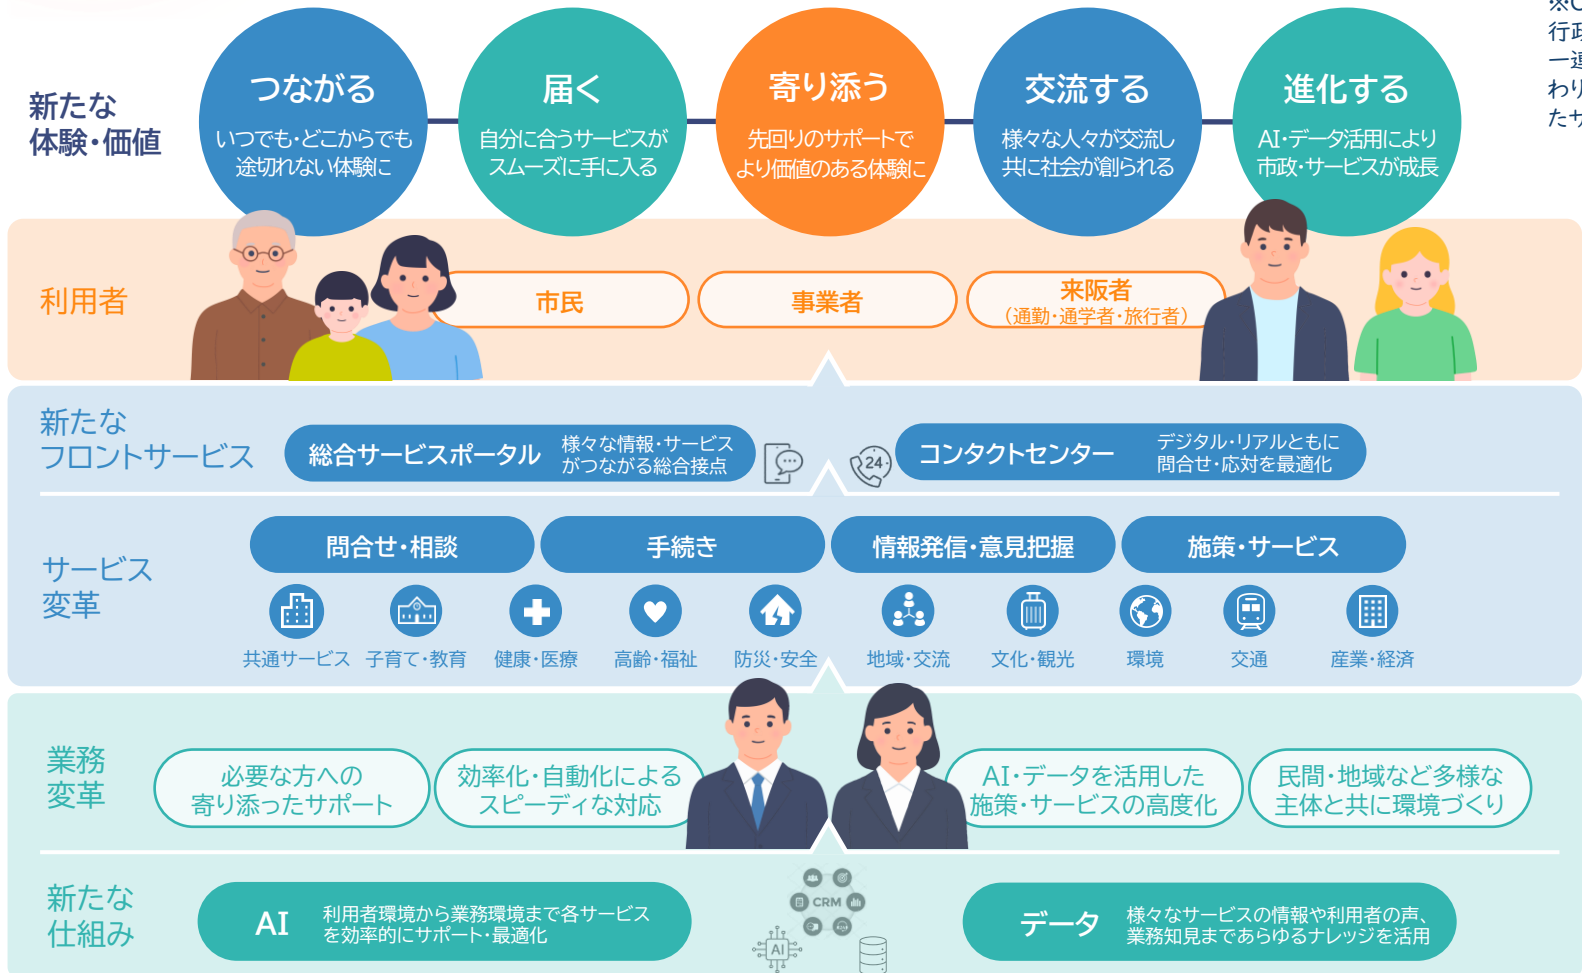 新たな
体験・価値
つながる
いつでも・どこからでも
途切れない体験に
届く
自分に合うサービスが
スムーズに手に入る
寄り添う
先回りのサポートで
より価値のある体験に
交流する
様々な人々が交流し
共に社会が創られる
進化する
AI・データ活用により
市政・サービスが成長
行政
一連
わり
たサ
利用者
市民
事業者
来阪者
（通勤・通学者・旅行者）
新たな
フロントサービス
総合サービスポータル
様々な情報・サービス
がつながる総合接点
24
コンタクトセンター
デジタル・リアルともに
問合せ・応対を最適化
サービス
変革
問合せ・相談
手続き
情報発信・意見把握
施策・サービス
共通サービス
子育て・教育
健康・医療
高齢・福祉
防災・安全
地域・交流
文化・観光
環境
交通
産業・経済
業務
変革
必要な方への
寄り添ったサポート
効率化・自動化による
スピーディな対応
AI・データを活用した
施策・サービスの高度化
民間・地域など多様な
主体と共に環境づくり
新たな
仕組み
AI
利用者環境から業務環境まで各サービス
を効率的にサポート・最適化
CRM
AI
データ
様々なサービスの情報や利用者の声、
業務知見まであらゆるナレッジを活用